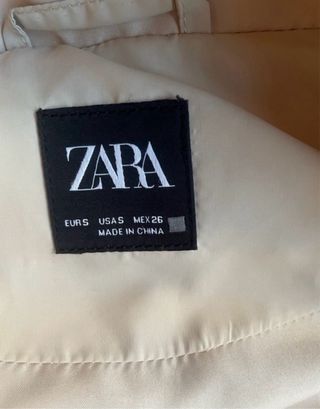 ZARA
EUR S USA S MEX 26
MADE IN CHINA